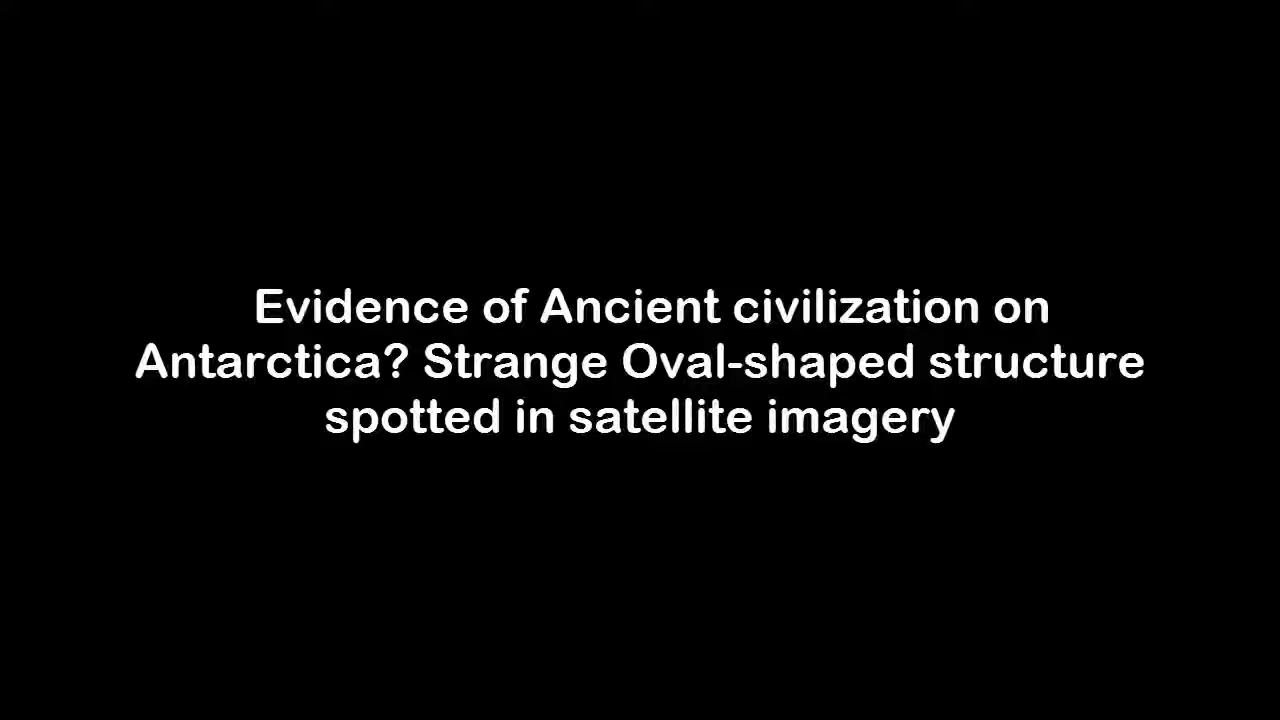 Evidence of Ancient civilization on
Antarctica? Strange Oval-shaped structure
spotted in satellite imagery